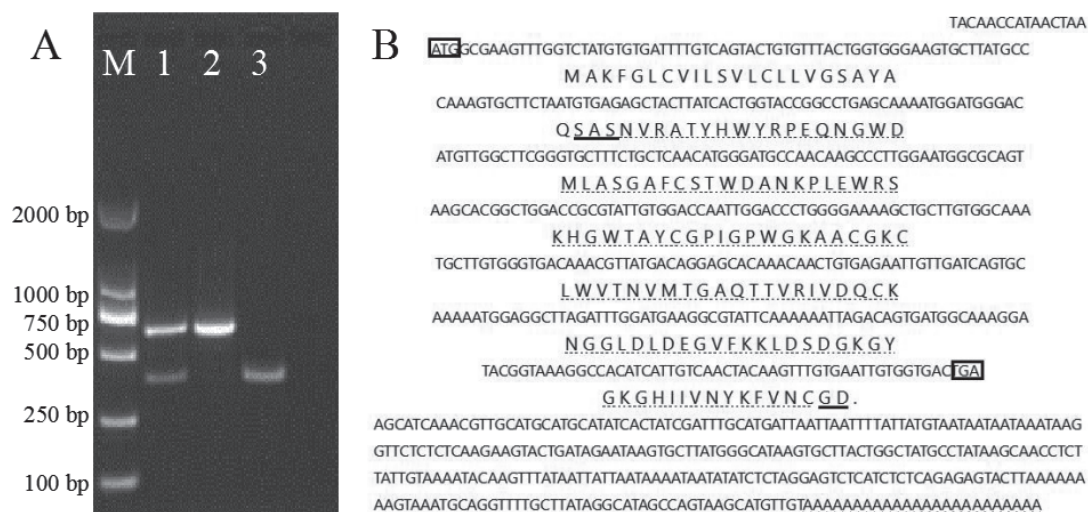 A
M 1 2 3
2000 bp
1000 bp
750 bp
500 bp
250 bp
100 bp
B
TACAACCATAACTAA
ATGGCGAAGTTTGGTCTATGTGTGATTTTGTCAGTACTGTGTTTACTGGTGGGAAGTGCTTATGCC
M A K F G L C V I L S V L C L L V G S A Y A
CAAAGTGCTTCTAATGTGAGAGCTACTTATCACTGGTACCGGCCTGAGCAAAATGGATGGGAC
Q S A S N V R A T Y H W Y R P E Q N G W D
ATGTTGGCTTCGGGTGCTTTCTGCTCAACATGGGATGCCAACAAGCCCTTGGAATGGCGCAGT
M L A S G A F C S T W D A N K P L E W R S
AAGCACGGCTGGACCGCGTATTGTGGACCAATTGGACCCTGGGGAAAAGCTGCTTGTGGCAAA
K H G W T A Y C G P I G P W G K A A C G K C
TGCTTGTGGGTGACAAACGTTATGACAGGAGCACAAACAACTGTGAGAATTGTTGATCAGTGC
L W V T N V M T G A Q T T V R I V D Q C K
AAAAATGGAGGCTTAGATTTGGATGAAGGCGTATTCAAAAAATTAGACAGTGATGGCAAAGGA
N G G L D L D E G V F K K L D S D G K G Y
TACGGTAAAGGCCACATCATTGTCAACTACAAGTTTGTGAATTGTGGTGACTGA
G K G H I I V N Y K F V N C G D .
AGCATCAAACGTTGCATGCATGCATATCACTATCGATTTGCATGATTAATTAATTTTATTATGTAATAATAATAAATAAG
GTTCTCTCTCAAGAAGTACTGATAGAATAAGTGCTTATGGGCATAAGTGCTTACTGGCTATGCCTATAAGCAACCTCT
TATTGTAAAATACAAGTTTATAATTATTAATAAAATAATATATCTCTAGGAGTCTCATCTCTCAGAGAGTACTTAAAAAA
AAGTAAATGCAGGTTTTGCTTATAGGCATAGCCAGTAAGCATGTTGTAAAAAAAAAAAAAAAAAAAAAAAAAA